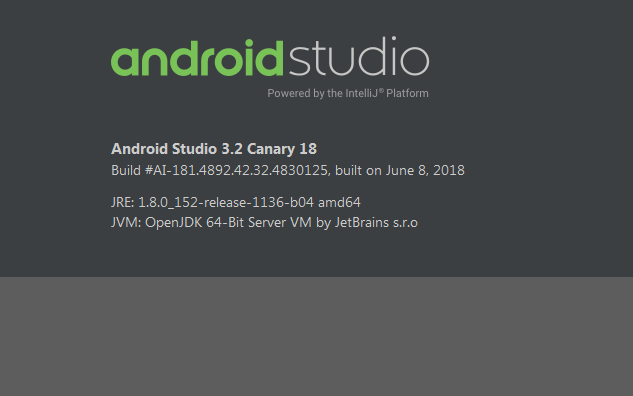 androidstudio
Powered by the IntelliJ® Platform
Android Studio 3.2 Canary 18
Build #AI-181.4892.42.32.4830125, built on June 8, 2018
JRE: 1.8.0_152-release-1136-b04 amd64
JVM: OpenJDK 64-Bit Server VM by JetBrains s.r.o